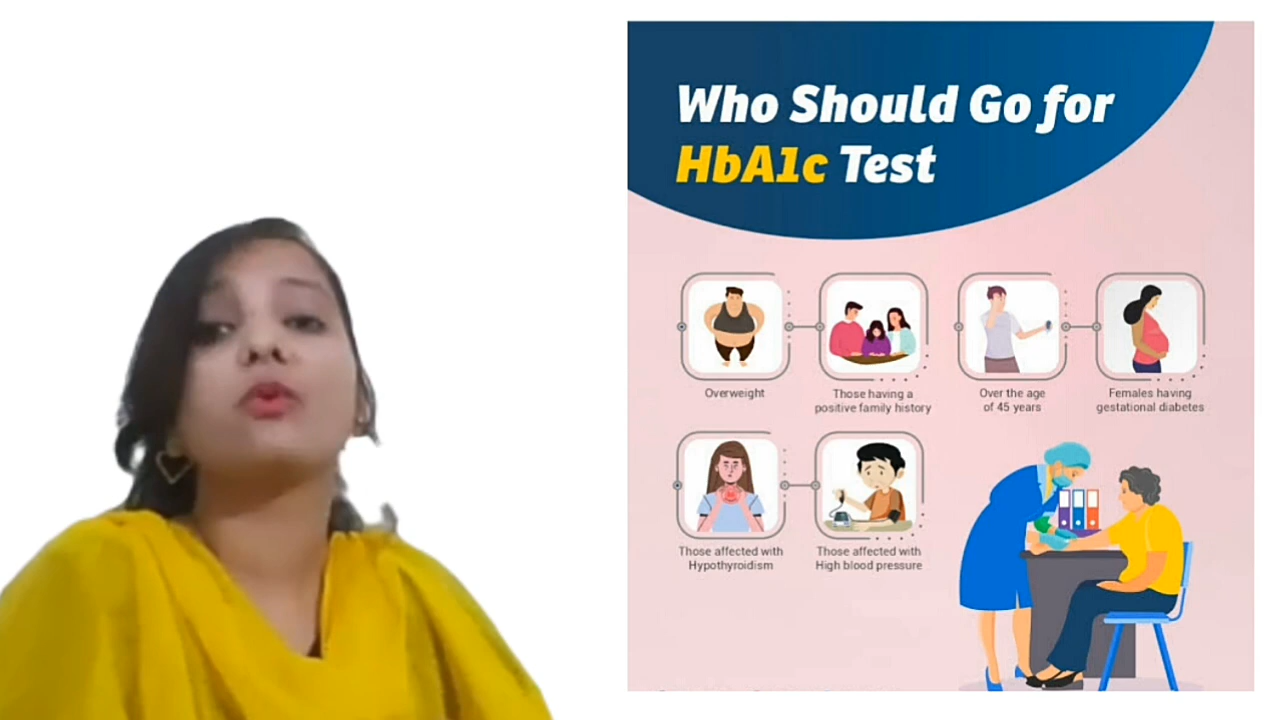 Who Should Go for
HbA1c Test
Overweight
Those having a
positive family history
Over the age
of 45 years
Females having
gestational diabetes
Those affected with
Hypothyroidism
Those affected with
High blood pressure